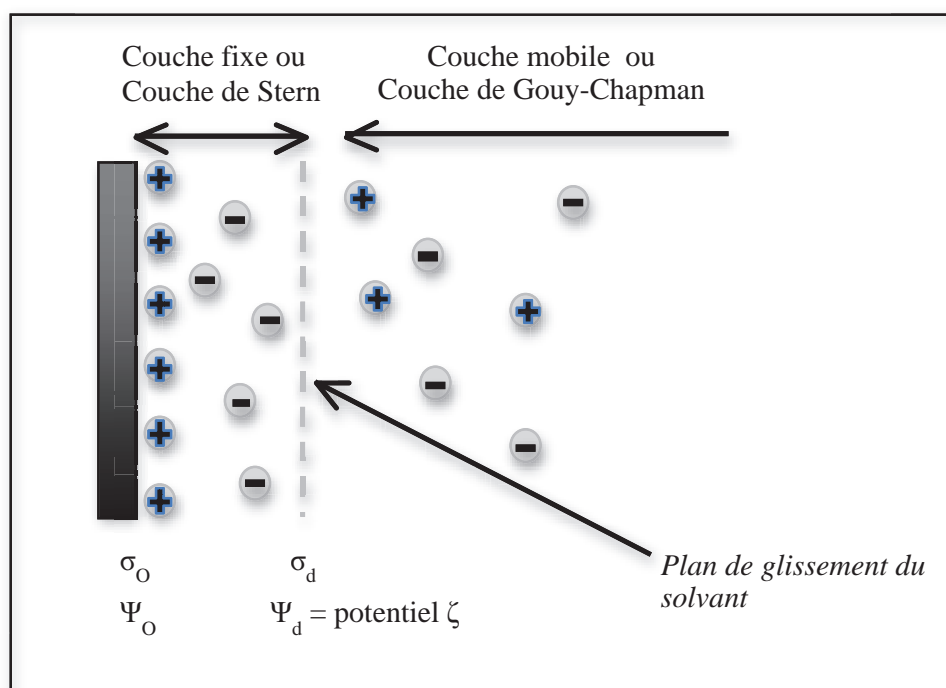 Couche fixe ou
Couche de Stern
Couche mobile ou
Couche de Gouy-Chapman
σO
σd
ΨO
Ψd = potentiel ζ
Plan de glissement du
solvant